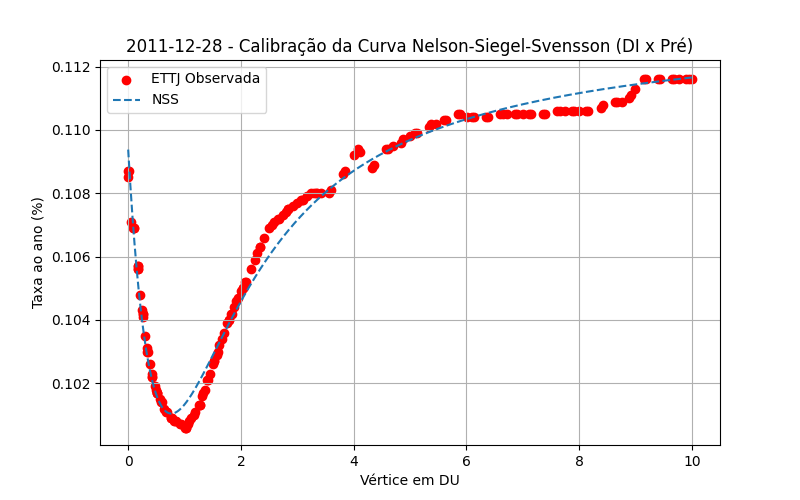 2011-12-28 - Calibração da Curva Nelson-Siegel-Svensson (DI x Pré)
ETTJ Observada
NSS
Taxa ao ano (%)
0.112
0.110
0.108
0.106
0.104
0.102
0 2 4 6 8 10
Vértice em DU